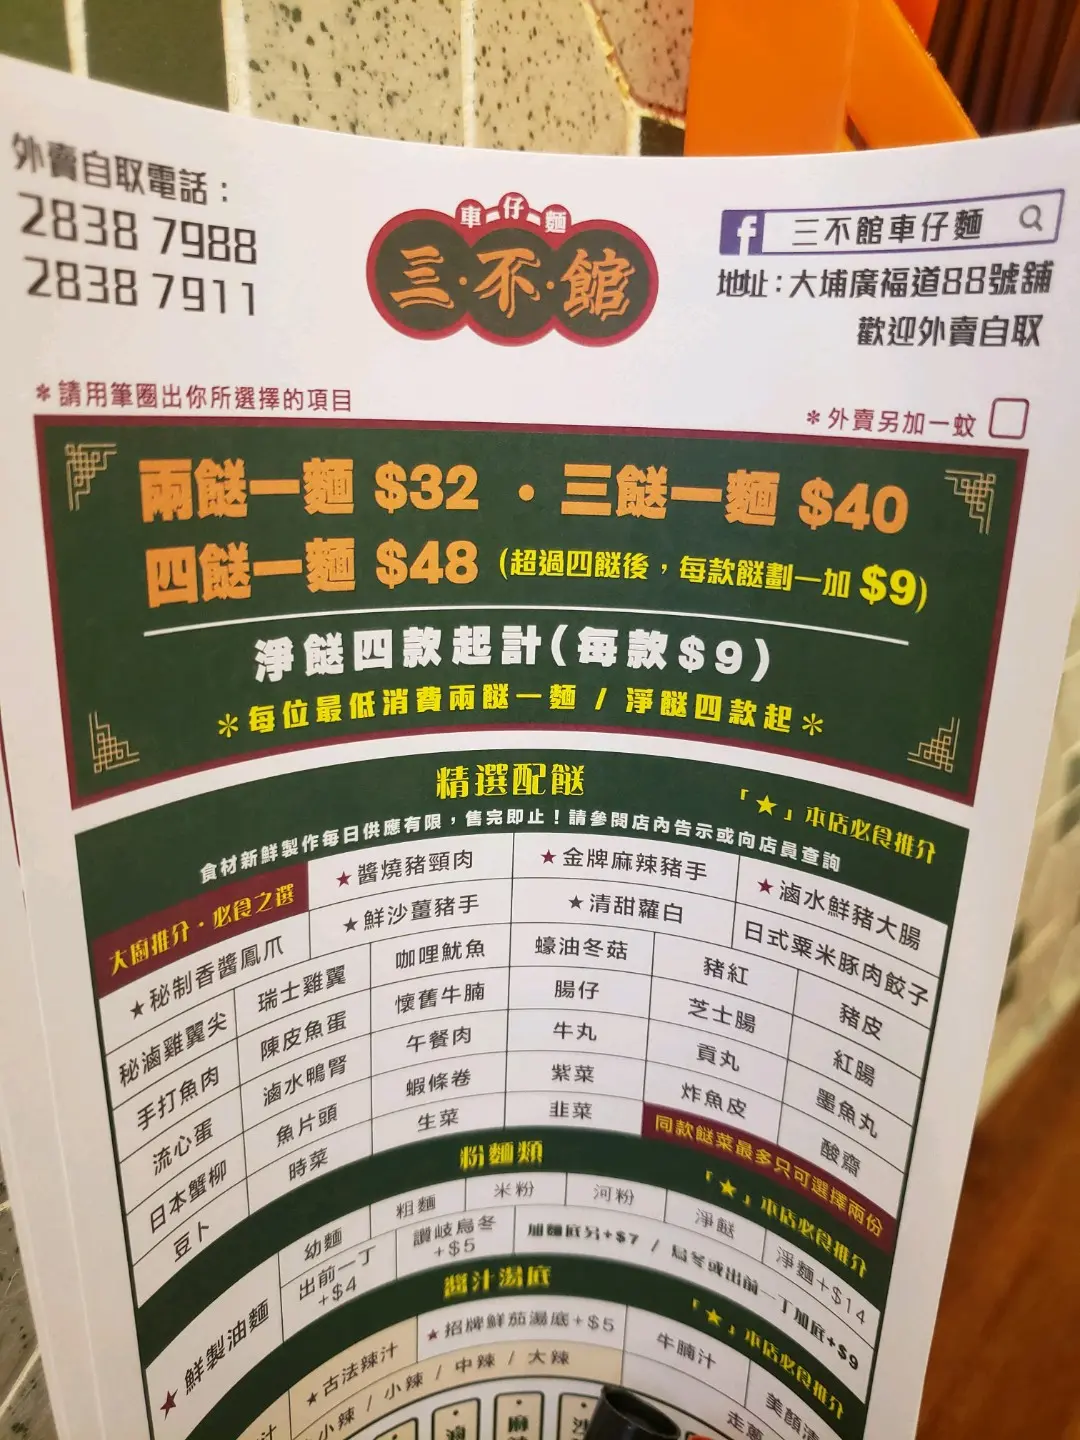 外賣自取電話：
2838 7988
2838 7911
車仔麵
三·不·館
三不館車仔麵
地址：大埔廣福道88號舖
歡迎外賣自取
*請用筆圈出你所選擇的項目
*外賣另加一蚊
兩餸一麵 $32 · 三餸一麵 $40
四餸一麵 $48 (超過四餸後，每款餸劃一加 $9)
淨餸四款起計(每款$9)
*每位最低消費兩餸一麵 / 淨餸四款起*
精選配餸
「★」本店必食推介
食材新鮮製作每日供應有限，售完即止！請參閱店內告示或向店員查詢
大廚推介·必食之選
★醬燒豬頸肉
★金牌麻辣豬手
★滷水鮮豬大腸
★秘制香醬鳳爪
★鮮沙薑豬手
★清甜蘿白
日式粟米豚肉餃子
秘滷雞翼尖
瑞士雞翼
咖哩魷魚
蠔油冬菇
豬紅
豬皮
手打魚肉
陳皮魚蛋
懷舊牛腩
腸仔
芝士腸
紅腸
流心蛋
滷水鴨腎
午餐肉
牛丸
貢丸
墨魚丸
日本蟹柳
魚片頭
蝦條卷
紫菜
炸魚皮
酸齋
豆卜
時菜
生菜
韭菜
同款餸菜最多只可選擇兩份
粉麵類
「★」本店必食推介
★鮮製油麵
幼麵
粗麵
米粉
河粉
淨餸
淨麵+$14
出前一丁
+$4
讚岐烏冬
+$5
加麵底另+$7 / 烏冬或出前一丁加底+$9
醬汁湯底
「★」本店必食推介
汁
★古法辣汁
★招牌鮮茄湯底+$5
牛腩汁
美顏清
小辣 / 小辣 / 中辣 / 大辣
走蔥